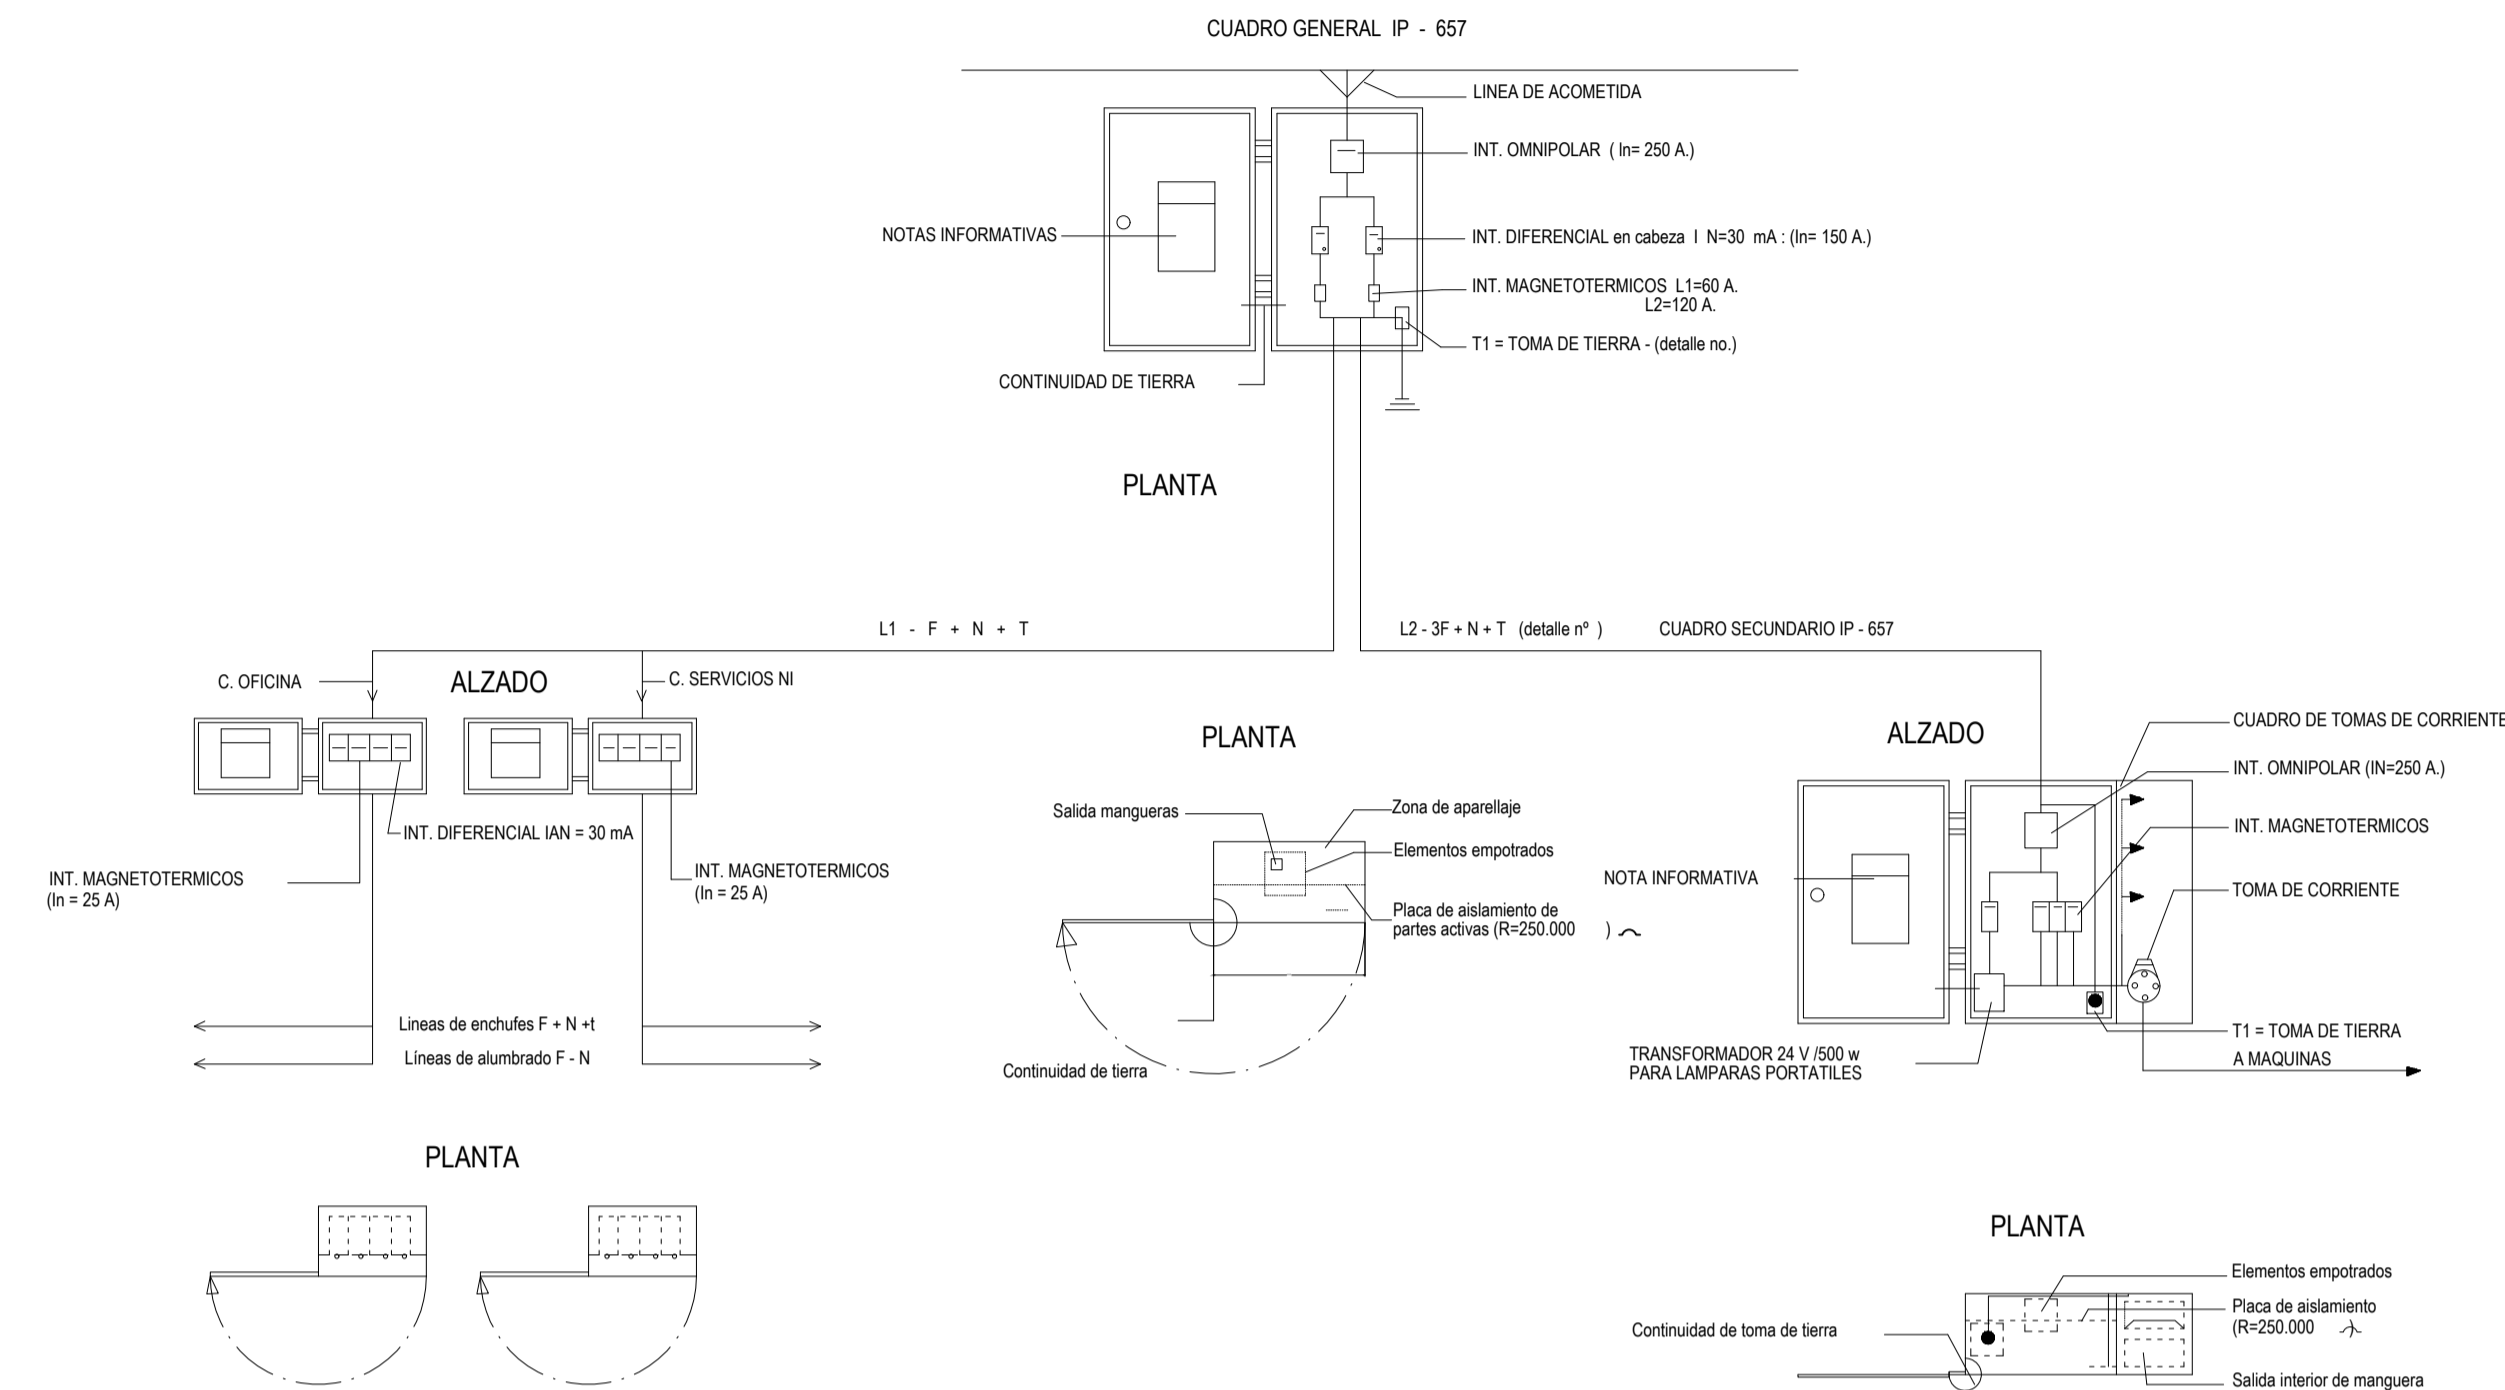 CUADRO GENERAL IP - 657
LINEA DE ACOMETIDA
INT. OMNIPOLAR ( In= 250 A.)
NOTAS INFORMATIVAS
INT. DIFERENCIAL en cabeza I N=30 mA : (In= 150 A.)
INT. MAGNETOTERMICOS L1=60 A.
L2=120 A.
T1 = TOMA DE TIERRA - (detalle no.)
CONTINUIDAD DE TIERRA
PLANTA
L1 - F + N + T
L2 - 3F + N + T (detalle nº )
CUADRO SECUNDARIO IP - 657
C. OFICINA
ALZADO
C. SERVICIOS NI
INT. DIFERENCIAL IAN = 30 mA
INT. MAGNETOTERMICOS
(In = 25 A)
INT. MAGNETOTERMICOS
(In = 25 A)
Lineas de enchufes F + N +t
Líneas de alumbrado F - N
PLANTA
PLANTA
Salida mangueras
Zona de aparellaje
Elementos empotrados
Placa de aislamiento de
partes activas (R=250.000 )
Continuidad de tierra
ALZADO
CUADRO DE TOMAS DE CORRIENTE
INT. OMNIPOLAR (IN=250 A.)
INT. MAGNETOTERMICOS
NOTA INFORMATIVA
TOMA DE CORRIENTE
T1 = TOMA DE TIERRA
A MAQUINAS
TRANSFORMADOR 24 V /500 w
PARA LAMPARAS PORTATILES
PLANTA
Elementos empotrados
Placa de aislamiento
(R=250.000
Continuidad de toma de tierra
Salida interior de manguera